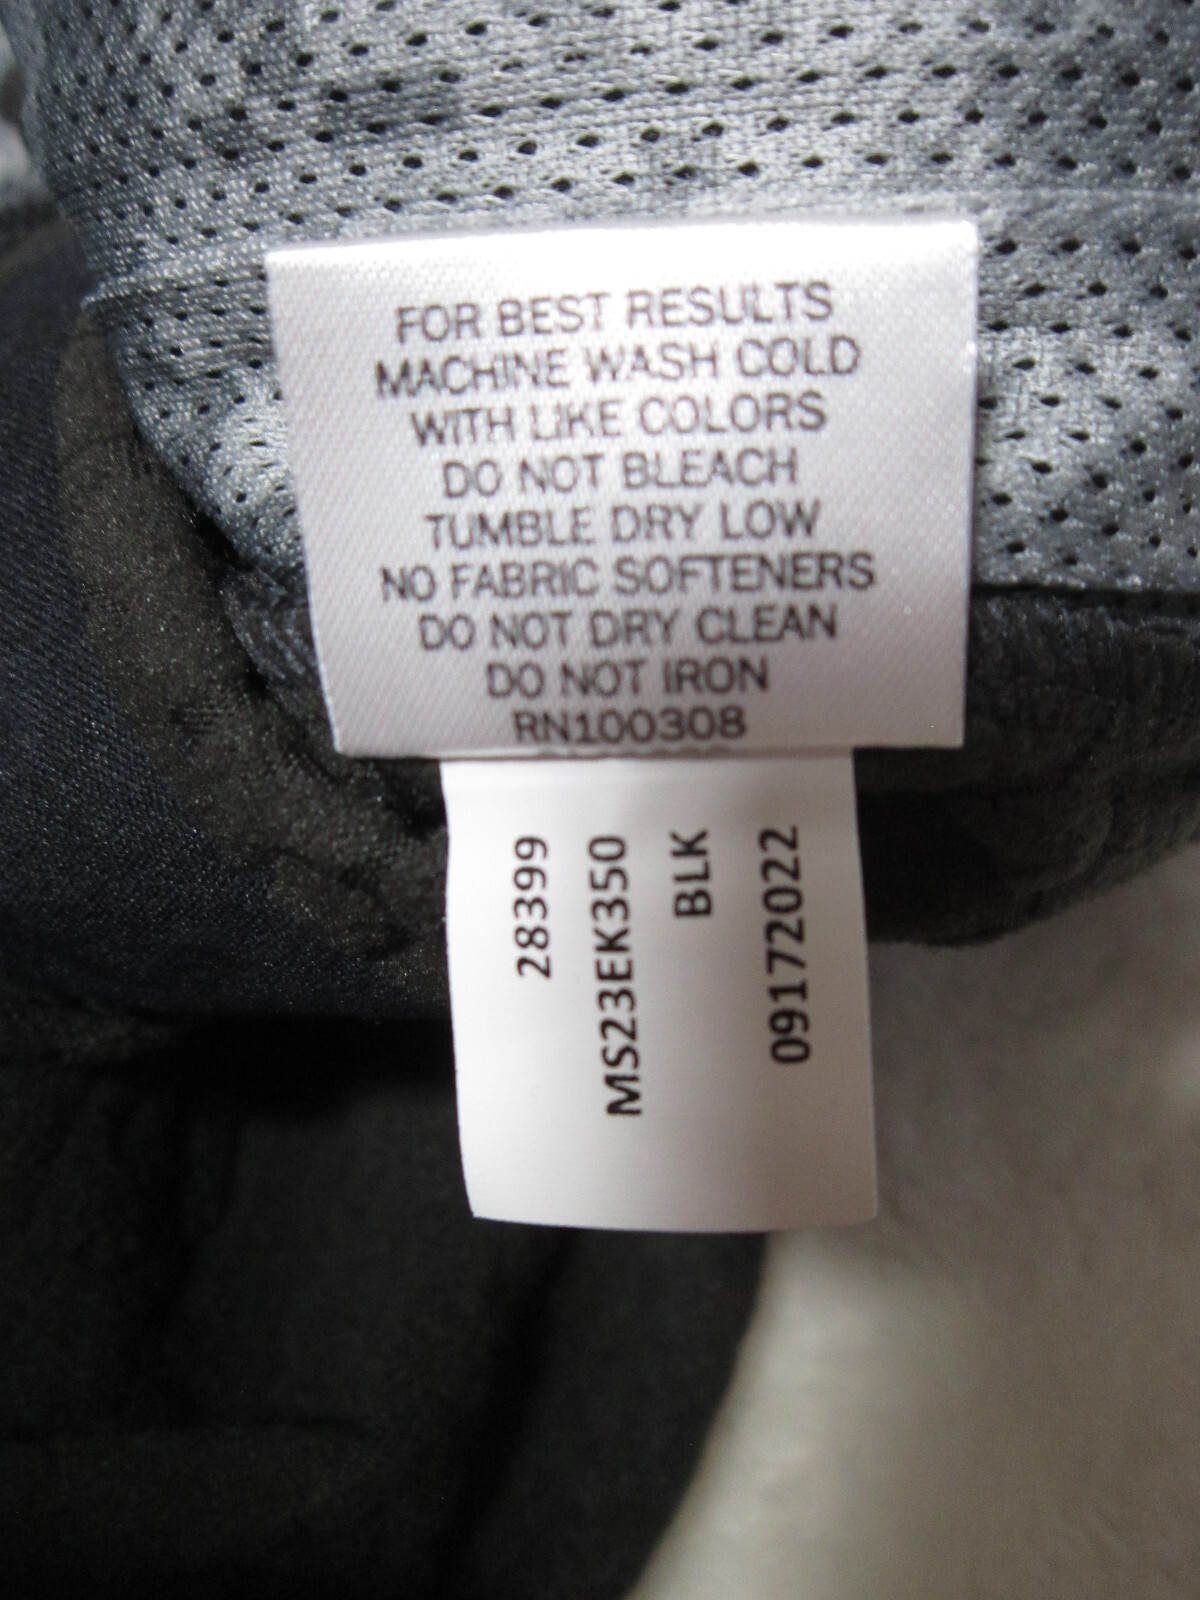 FOR BEST RESULTS
MACHINE WASH COLD
WITH LIKE COLORS
DO NOT BLEACH
TUMBLE DRY LOW
NO FABRIC SOFTENERS
DO NOT DRY CLEAN
DO NOT IRON
RN100308
28399
MS23EK350
BLK
09172022